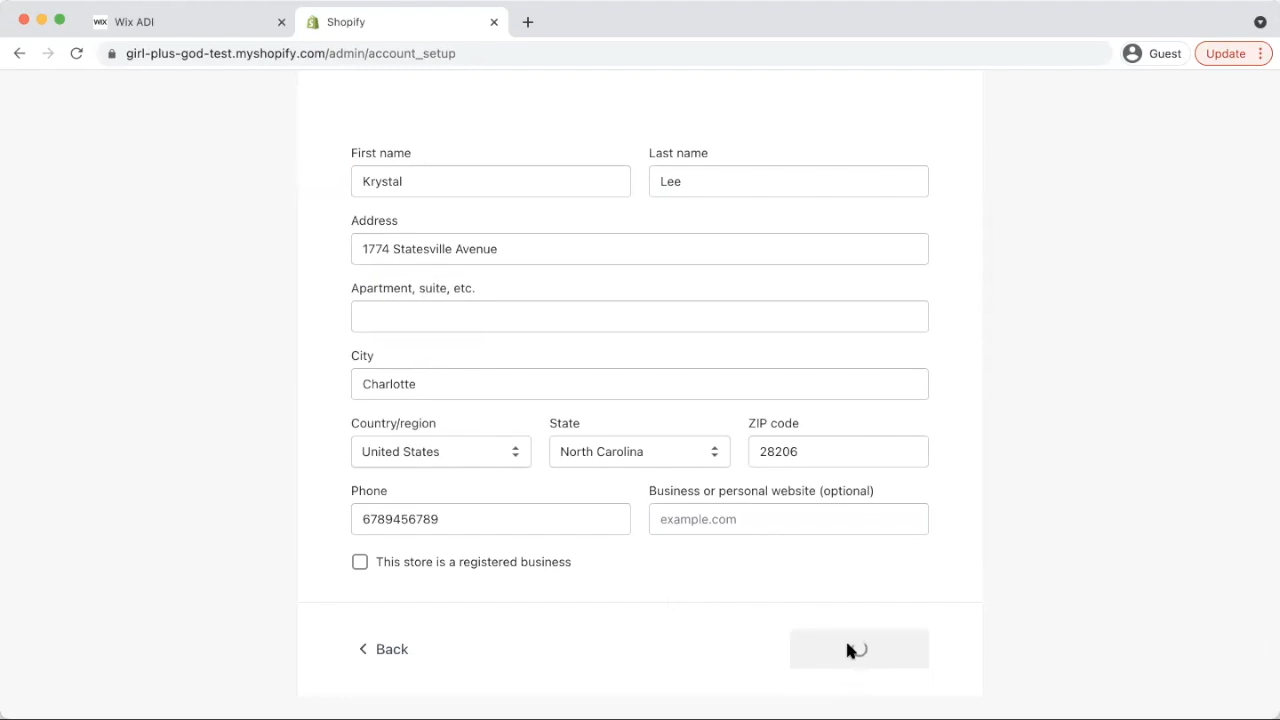 WIX Wix ADI
Shopify
girl-plus-god-test.myshopify.com/admin/account_setup
Guest
Update
First name
Last name
Krystal
Lee
Address
1774 Statesville Avenue
Apartment, suite, etc.
City
Charlotte
Country/region
State
ZIP code
United States
North Carolina
28206
Phone
Business or personal website (optional)
6789456789
example.com
This store is a registered business
Back